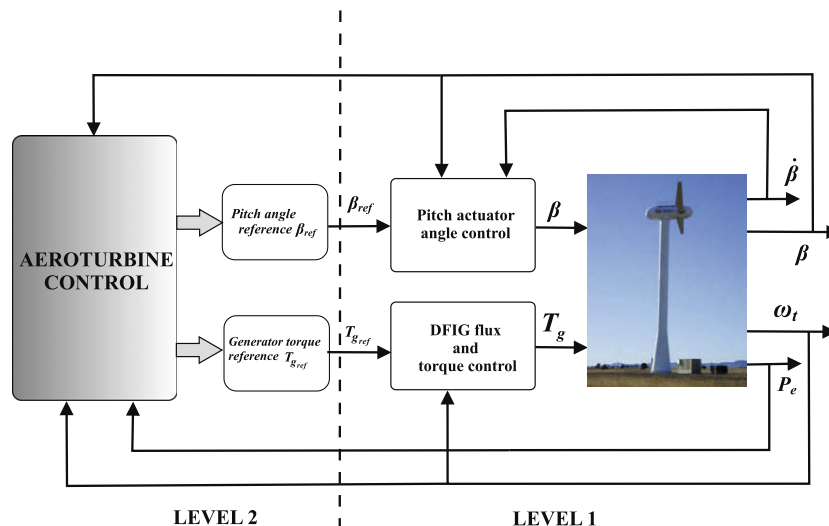 AEROTURBINE
CONTROL
Pitch angle
reference β_ref
Generator torque
reference T_g_ref
β_ref
T_g_ref
Pitch actuator
angle control
DFIG flux
and
torque control
β
T_g
β̇
β
ω_t
P_e
LEVEL 2
LEVEL 1